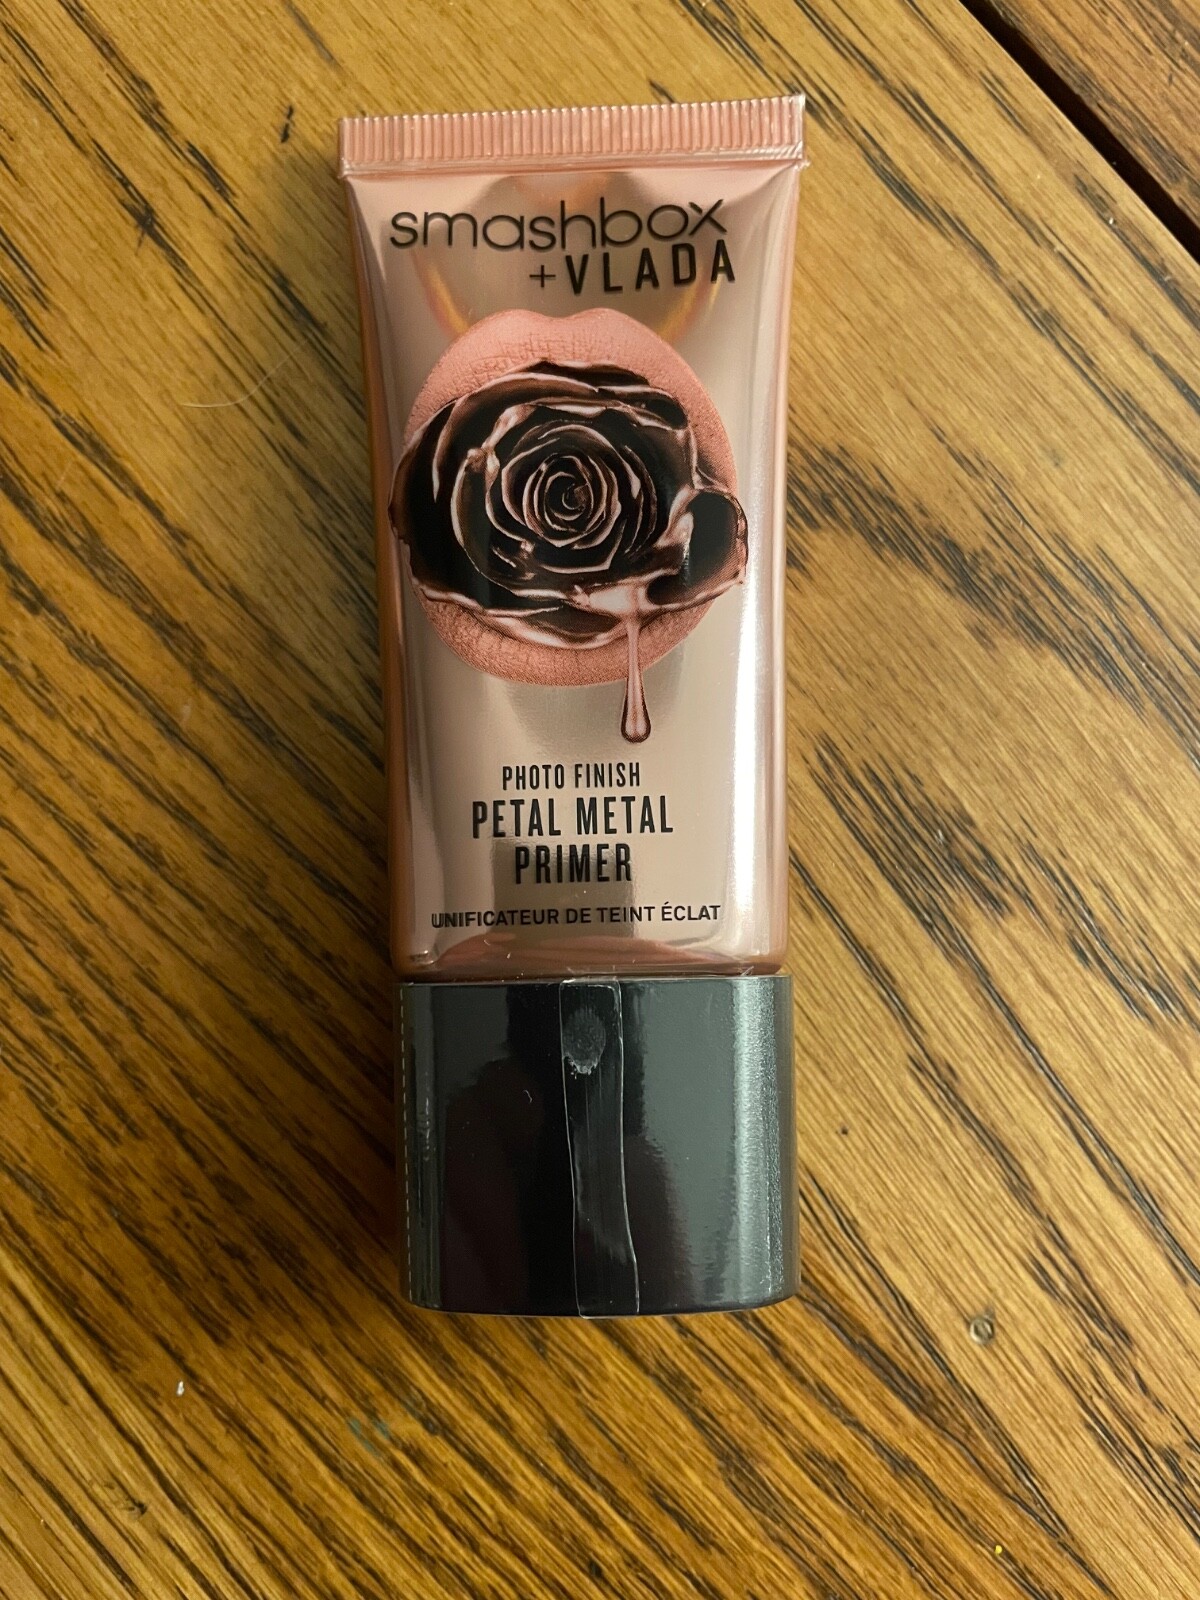 smashbox
+VLADA
PHOTO FINISH
PETAL METAL
PRIMER
UNIFICATEUR DE TEINT ÉCLAT